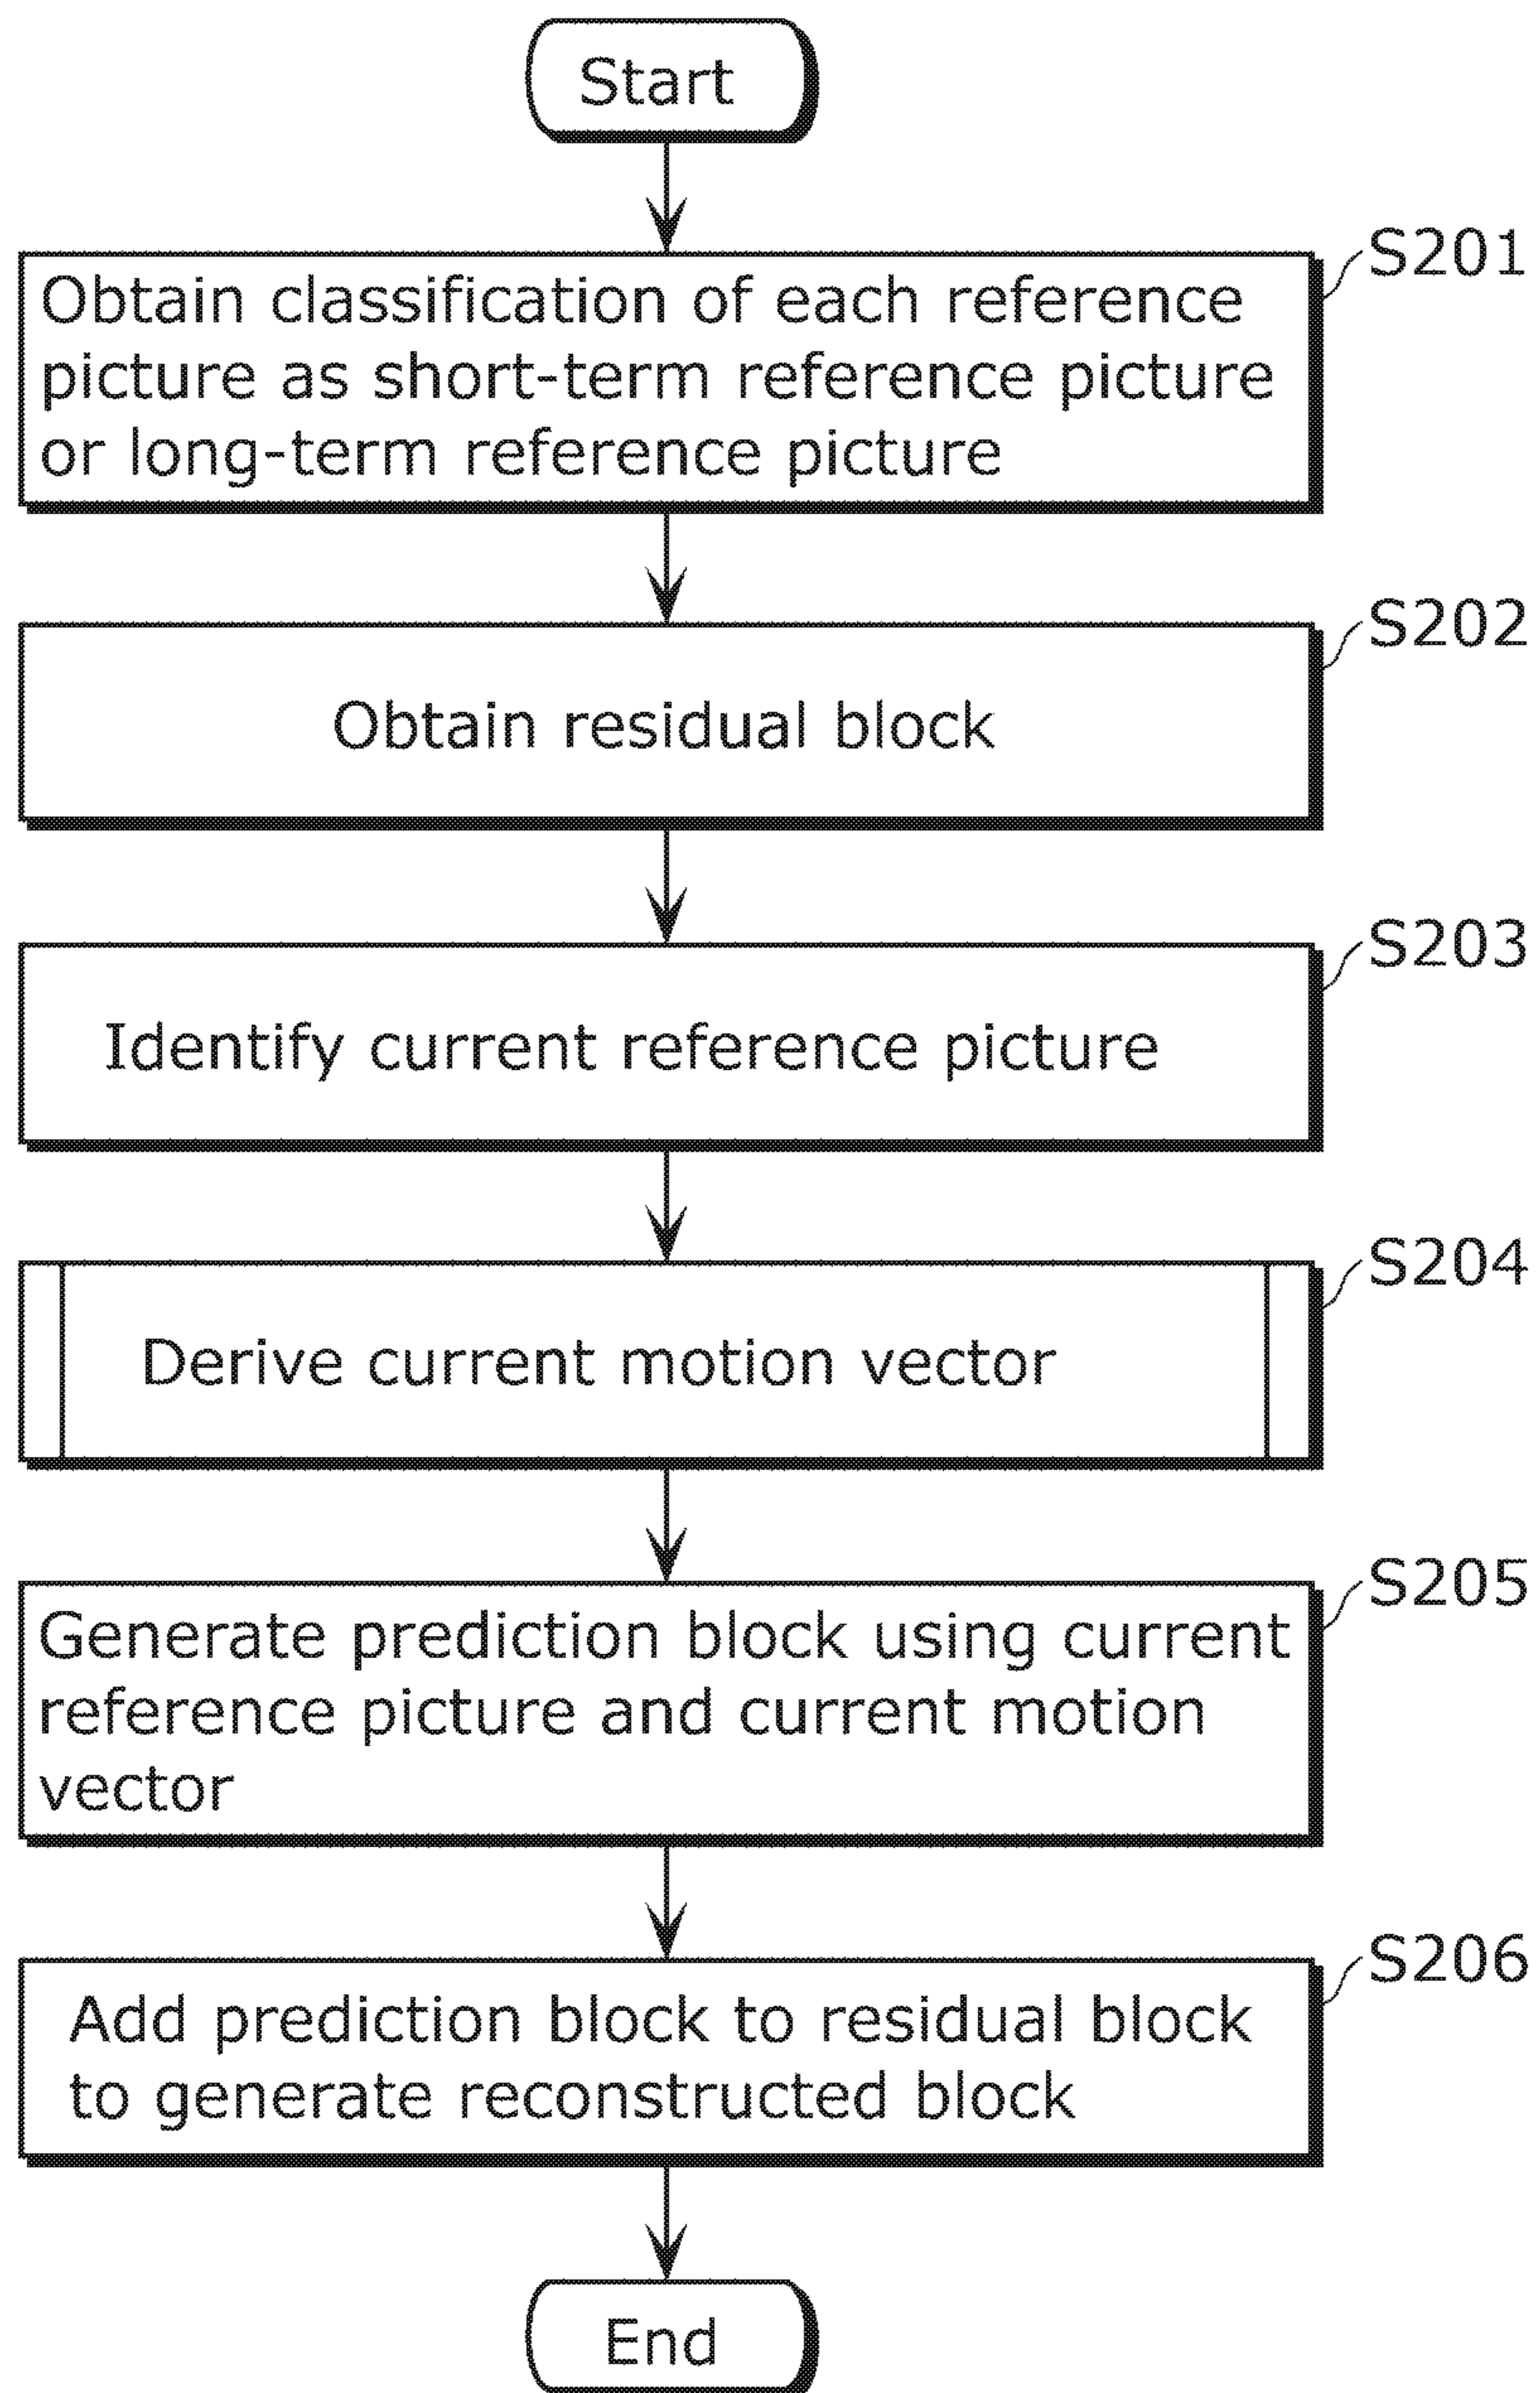 Start
S201
Obtain classification of each reference
picture as short-term reference picture
or long-term reference picture
S202
Obtain residual block
S203
Identify current reference picture
S204
Derive current motion vector
S205
Generate prediction block using current
reference picture and current motion
vector
S206
Add prediction block to residual block
to generate reconstructed block
End